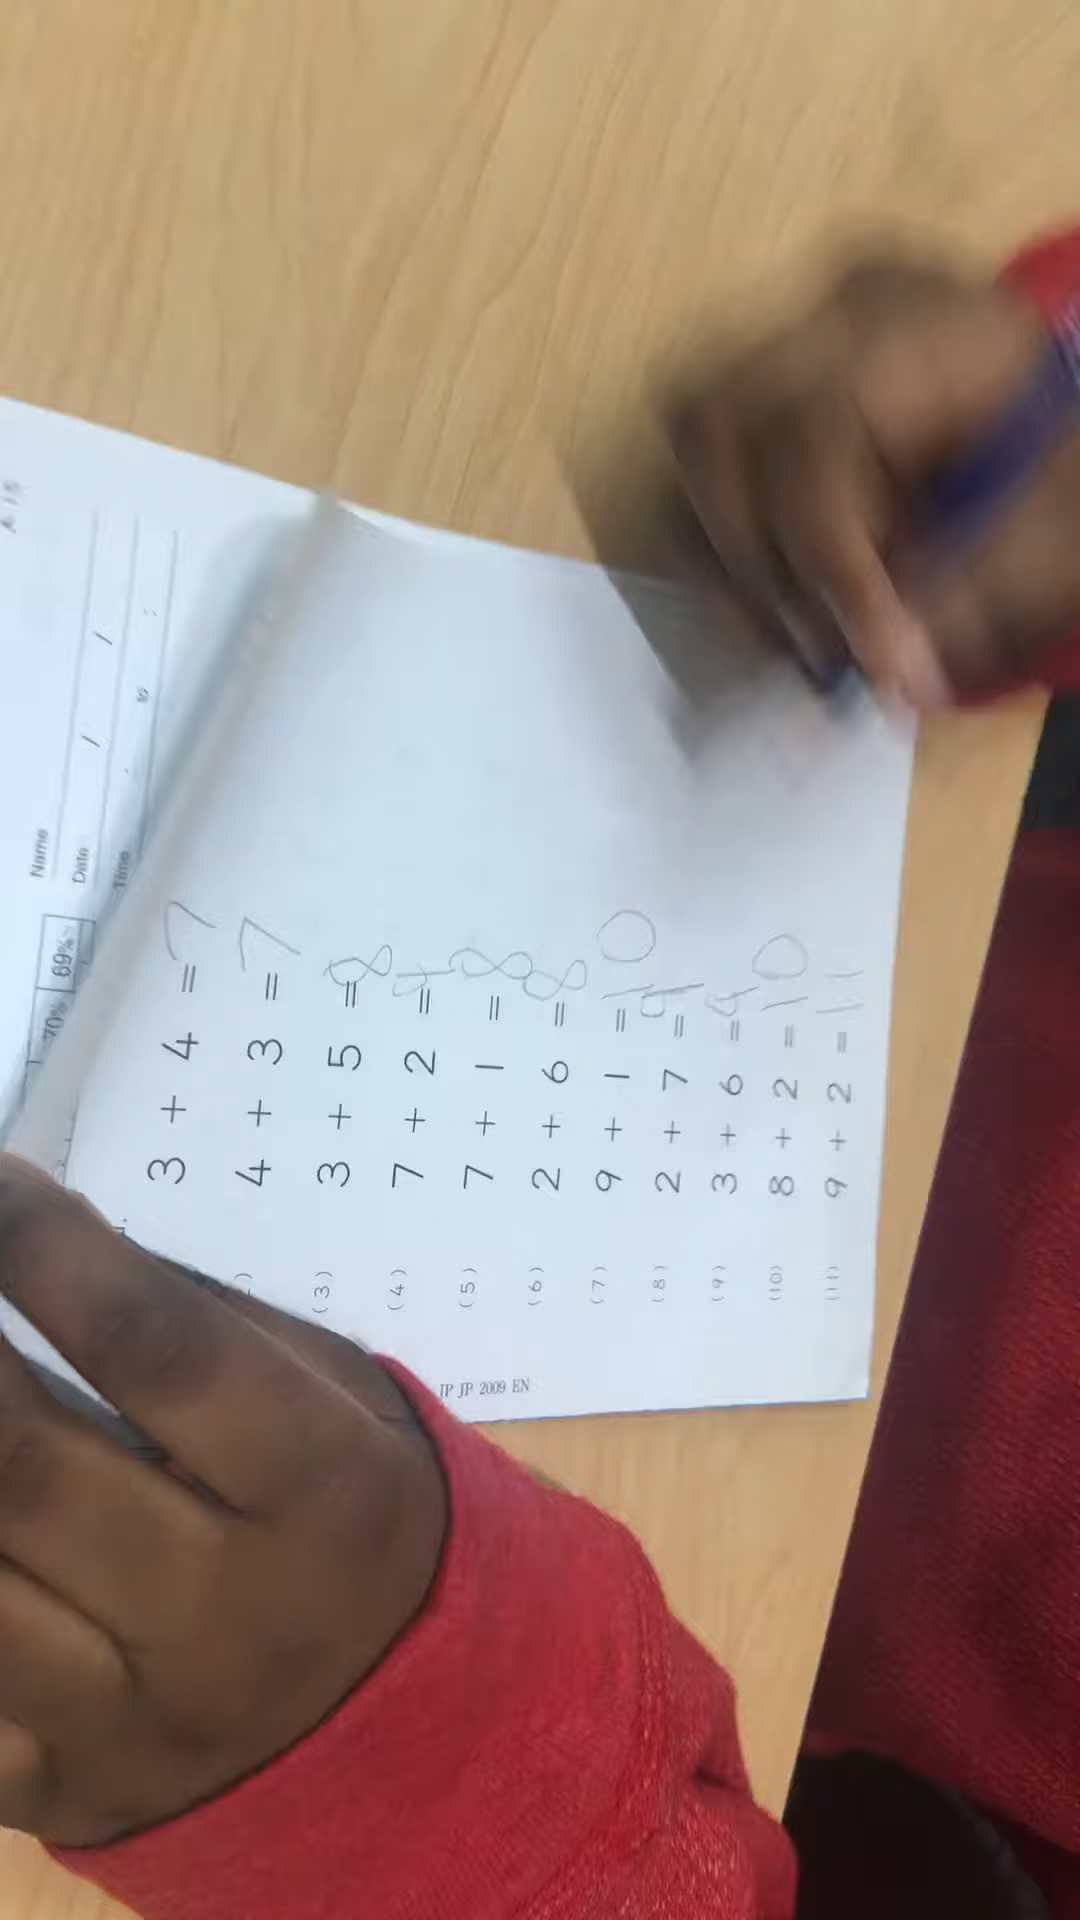 A 15
Name
Date / /
Time : to :
70%~ 69%~
3 + 4 = 7
4 + 3 = 7
(3) 3 + 5 = 8
(4) 7 + 2 = 9
(5) 7 + 1 = 8
(6) 2 + 6 = 8
(7) 9 + 1 = 10
(8) 2 + 7 = 9
(9) 3 + 6 = 9
(10) 8 + 2 = 10
(11) 9 + 2 = 11
JP JP 2009 EN